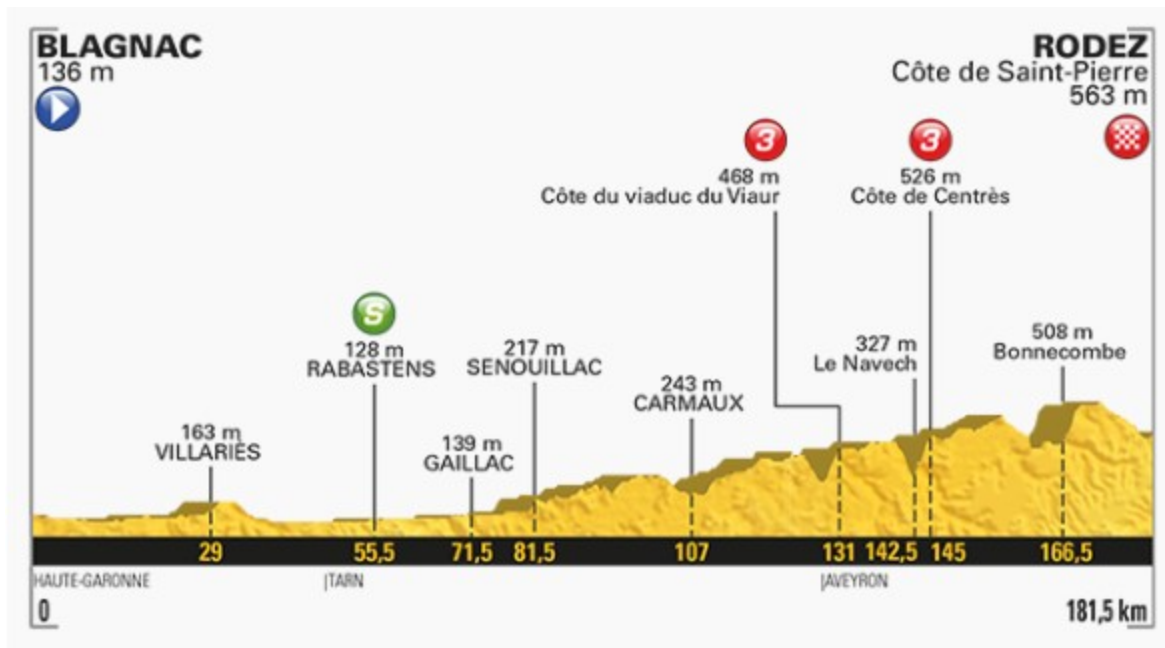 BLAGNAC
136 m
RODEZ
Côte de Saint-Pierre
563 m
3
468 m
Côte du viaduc du Viaur
3
526 m
Côte de Centrès
S
128 m
RABASTENS
217 m
SENOUILLAC
327 m
Le Navech
508 m
Bonnecombe
243 m
CARMAUX
163 m
VILLARIÈS
139 m
GAILLAC
29 55,5 71,5 81,5 107 131 142,5 145 166,5
HAUTE-GARONNE |TARN |AVEYRON
0 181,5 km